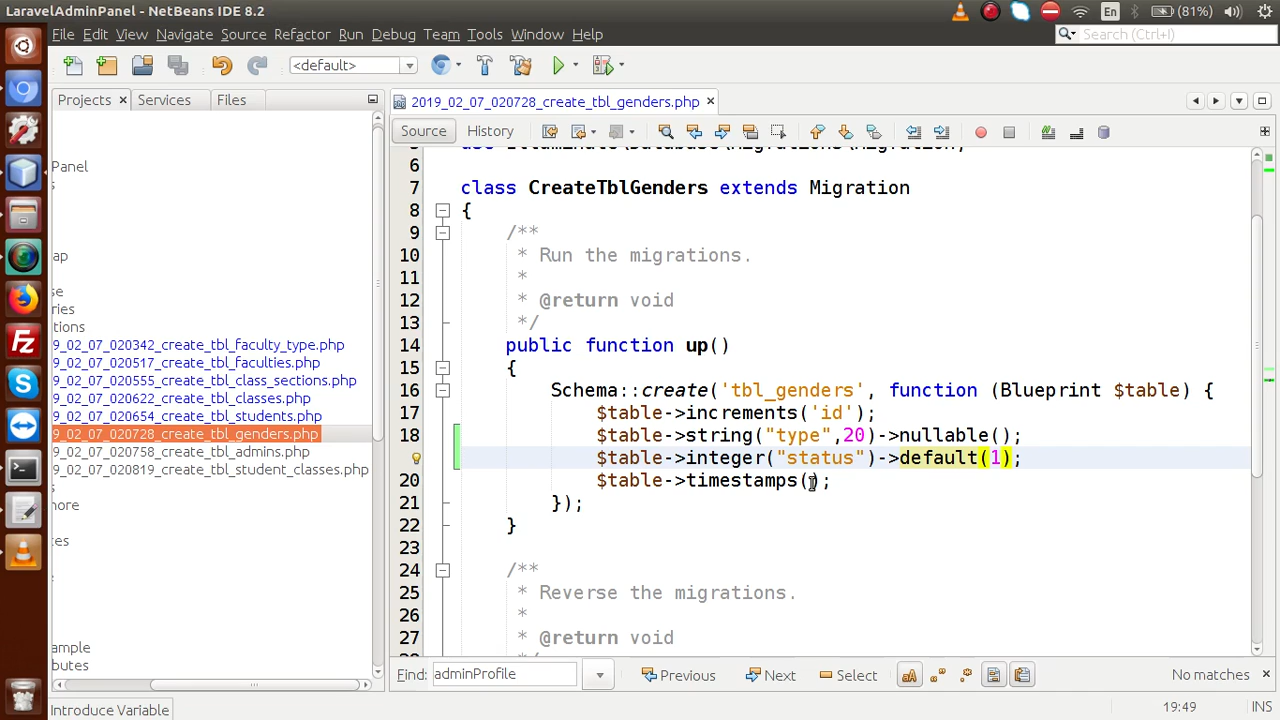 LaravelAdminPanel - NetBeans IDE 8.2
En
(81%)
File Edit View Navigate Source Refactor Run Debug Team Tools Window Help
Search (Ctrl+I)
<default>
Projects
Services
Files
2019_02_07_020728_create_tbl_genders.php
Source
History
Panel
ap
se
ries
tions
9_02_07_020342_create_tbl_faculty_type.php
9_02_07_020517_create_tbl_faculties.php
9_02_07_020555_create_tbl_class_sections.php
9_02_07_020622_create_tbl_classes.php
9_02_07_020654_create_tbl_students.php
9_02_07_020728_create_tbl_genders.php
9_02_07_020758_create_tbl_admins.php
9_02_07_020819_create_tbl_student_classes.php
es
ample
butes
6
7 class CreateTblGenders extends Migration
8 {
9 /**
10 * Run the migrations.
11 *
12 * @return void
13 */
14 public function up()
15 {
16 Schema::create('tbl_genders', function (Blueprint $table) {
17 $table->increments('id');
18 $table->string("type",20)->nullable();
$table->integer("status")->default(1);
20 $table->timestamps();
21 });
22 }
23
24 /**
25 * Reverse the migrations.
26 *
27 * @return void
Find: adminProfile
Previous
Next
Select
No matches
Introduce Variable
19:49
INS